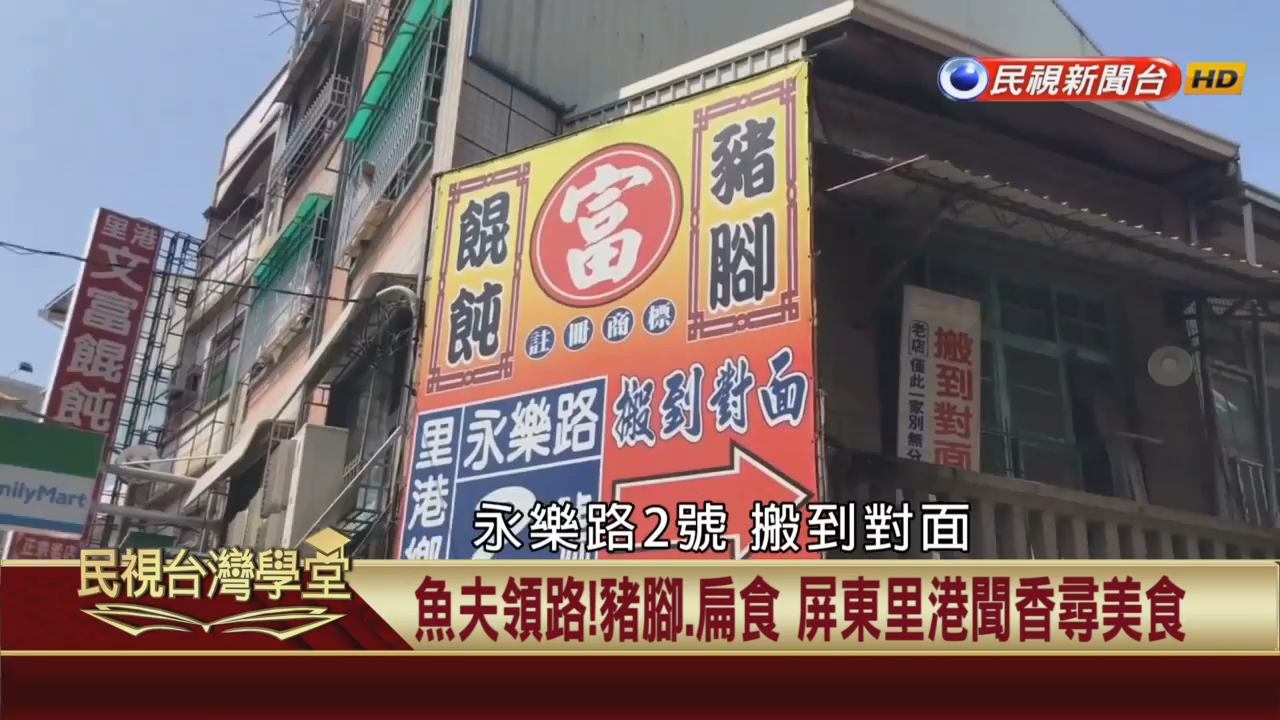 民視新聞台 HD
里港
文富餛飩
餛飩
富
豬腳
註冊商標
搬到對面
里港鄉
永樂路
2號
搬到對面
老店僅此一家別無分
FamilyMart
永樂路2號 搬到對面
民視台灣學堂
魚夫領路!豬腳.扁食 屏東里港聞香尋美食